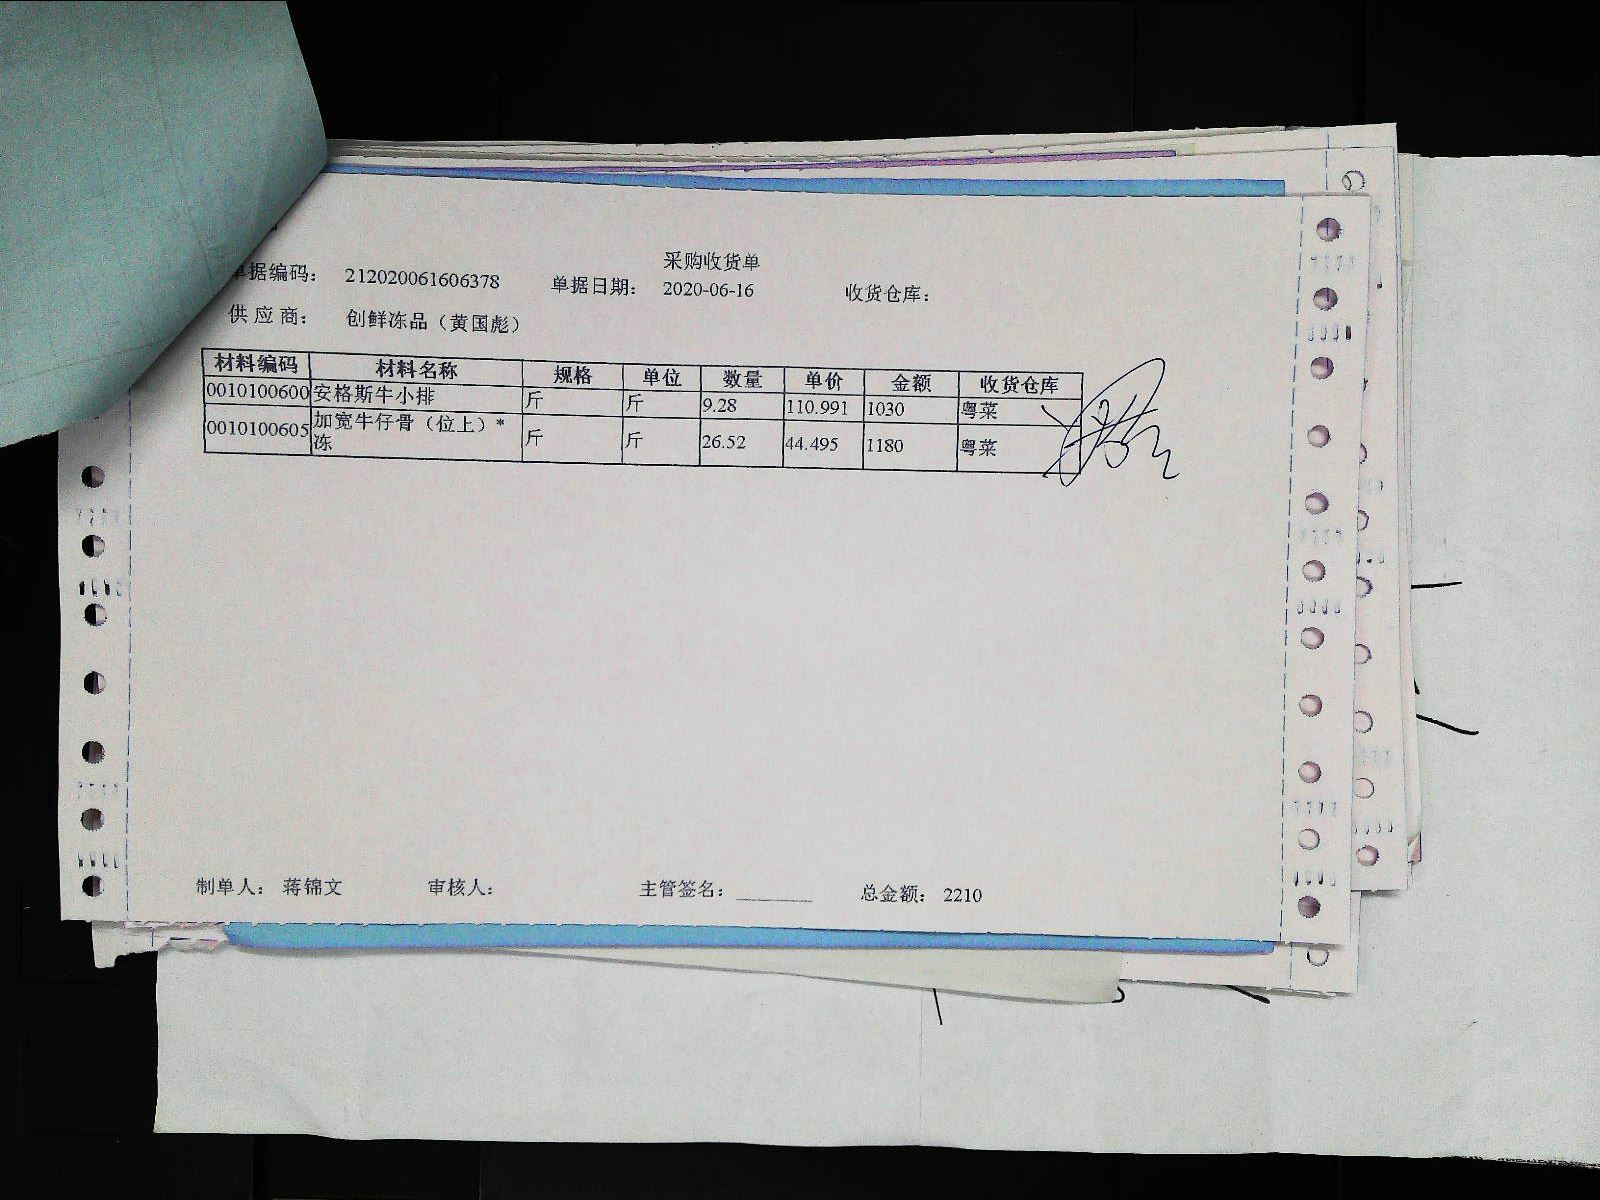 采购收货单
单据编码： 212020061606378 单据日期： 2020-06-16 收货仓库：
供 应 商： 创鲜冻品（黄国彪）
材料编码 材料名称 规格 单位 数量 单价 金额 收货仓库
0010100600 安格斯牛小排 斤 斤 9.28 110.991 1030 粤菜
0010100605 加宽牛仔骨（位上）*冻 斤 斤 26.52 44.495 1180 粤菜
制单人： 蒋锦文 审核人： 主管签名：________ 总金额： 2210